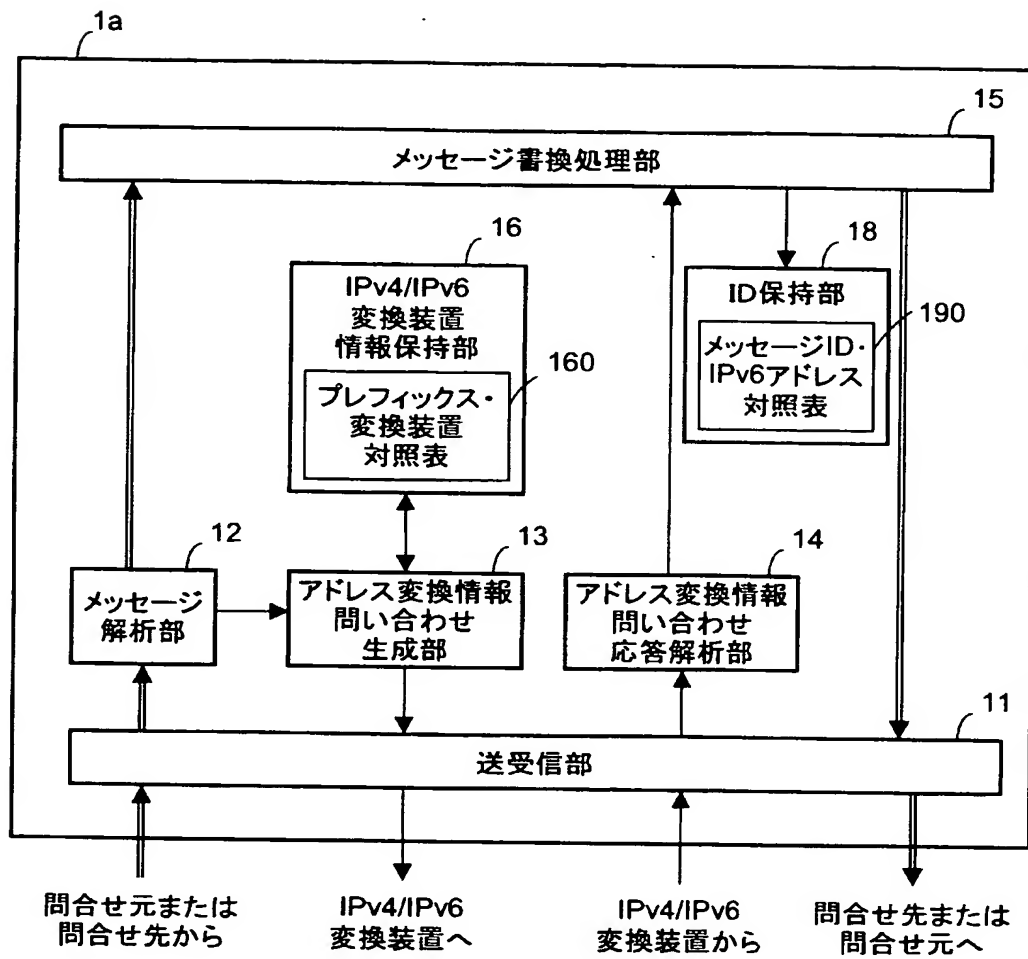 1a
15
メッセージ書換処理部
16
18
IPv4/IPv6
変換装置
情報保持部
160
プレフィックス・
変換装置
対照表
ID保持部
190
メッセージID・
IPv6アドレス
対照表
12
メッセージ
解析部
13
アドレス変換情報
問い合わせ
生成部
14
アドレス変換情報
問い合わせ
応答解析部
11
送受信部
問合せ元または
問合せ先から
IPv4/IPv6
変換装置へ
IPv4/IPv6
変換装置から
問合せ先または
問合せ元へ